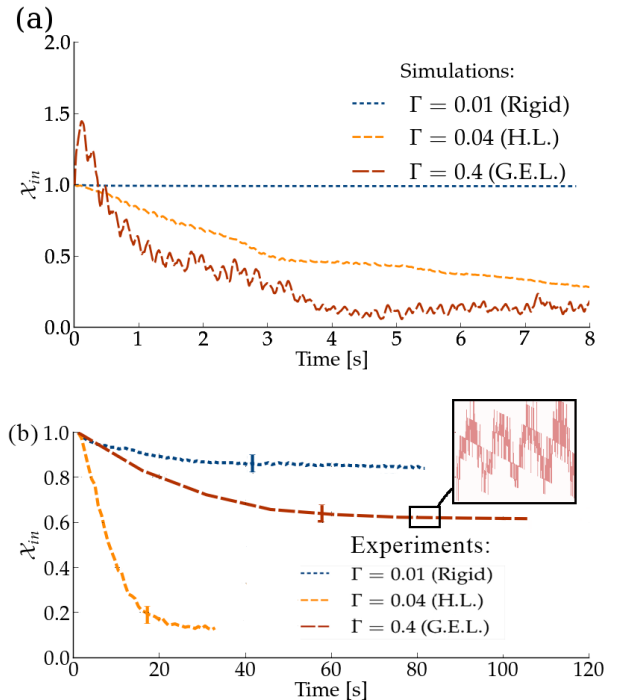 (a)
2.0
1.5
1.0
0.5
0.0
𝒳in
Simulations:
Γ = 0.01 (Rigid)
Γ = 0.04 (H.L.)
Γ = 0.4 (G.E.L.)
0 1 2 3 4 5 6 7 8
Time [s]
(b)
1.0
0.8
0.6
0.4
0.2
0.0
𝒳in
Experiments:
Γ = 0.01 (Rigid)
Γ = 0.04 (H.L.)
Γ = 0.4 (G.E.L.)
0 20 40 60 80 100 120
Time [s]